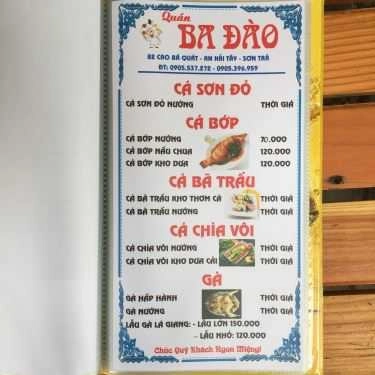 Quán
BA ĐÀO
82 CAO BÁ QUÁT - AN HẢI TÂY - SƠN TRÀ
ĐT: 0905.537.272 - 0905.396.959
CÁ SƠN ĐỎ
CÁ SƠN ĐỎ NƯỚNG THỜI GIÁ
CÁ BỚP
CÁ BỚP NƯỚNG 70.000
CÁ BỚP NẤU CHUA 120.000
CÁ BỚP KHO DƯA 120.000
CÁ BÃ TRẦU
CÁ BÃ TRẦU KHO THƠM CÀ THỜI GIÁ
CÁ BÃ TRẦU NƯỚNG THỜI GIÁ
CÁ CHÌA VÔI
CÁ CHÌA VÔI NƯỚNG THỜI GIÁ
CÁ CHÌA VÔI KHO DƯA CẢI THỜI GIÁ
GÀ
GÀ HẤP HÀNH THỜI GIÁ
GÀ NƯỚNG THỜI GIÁ
LẨU GÀ LÁ GIANG: - LẨU LỚN 150.000
- LẨU NHỎ: 120.000
Chúc Quý Khách Ngon Miệng!